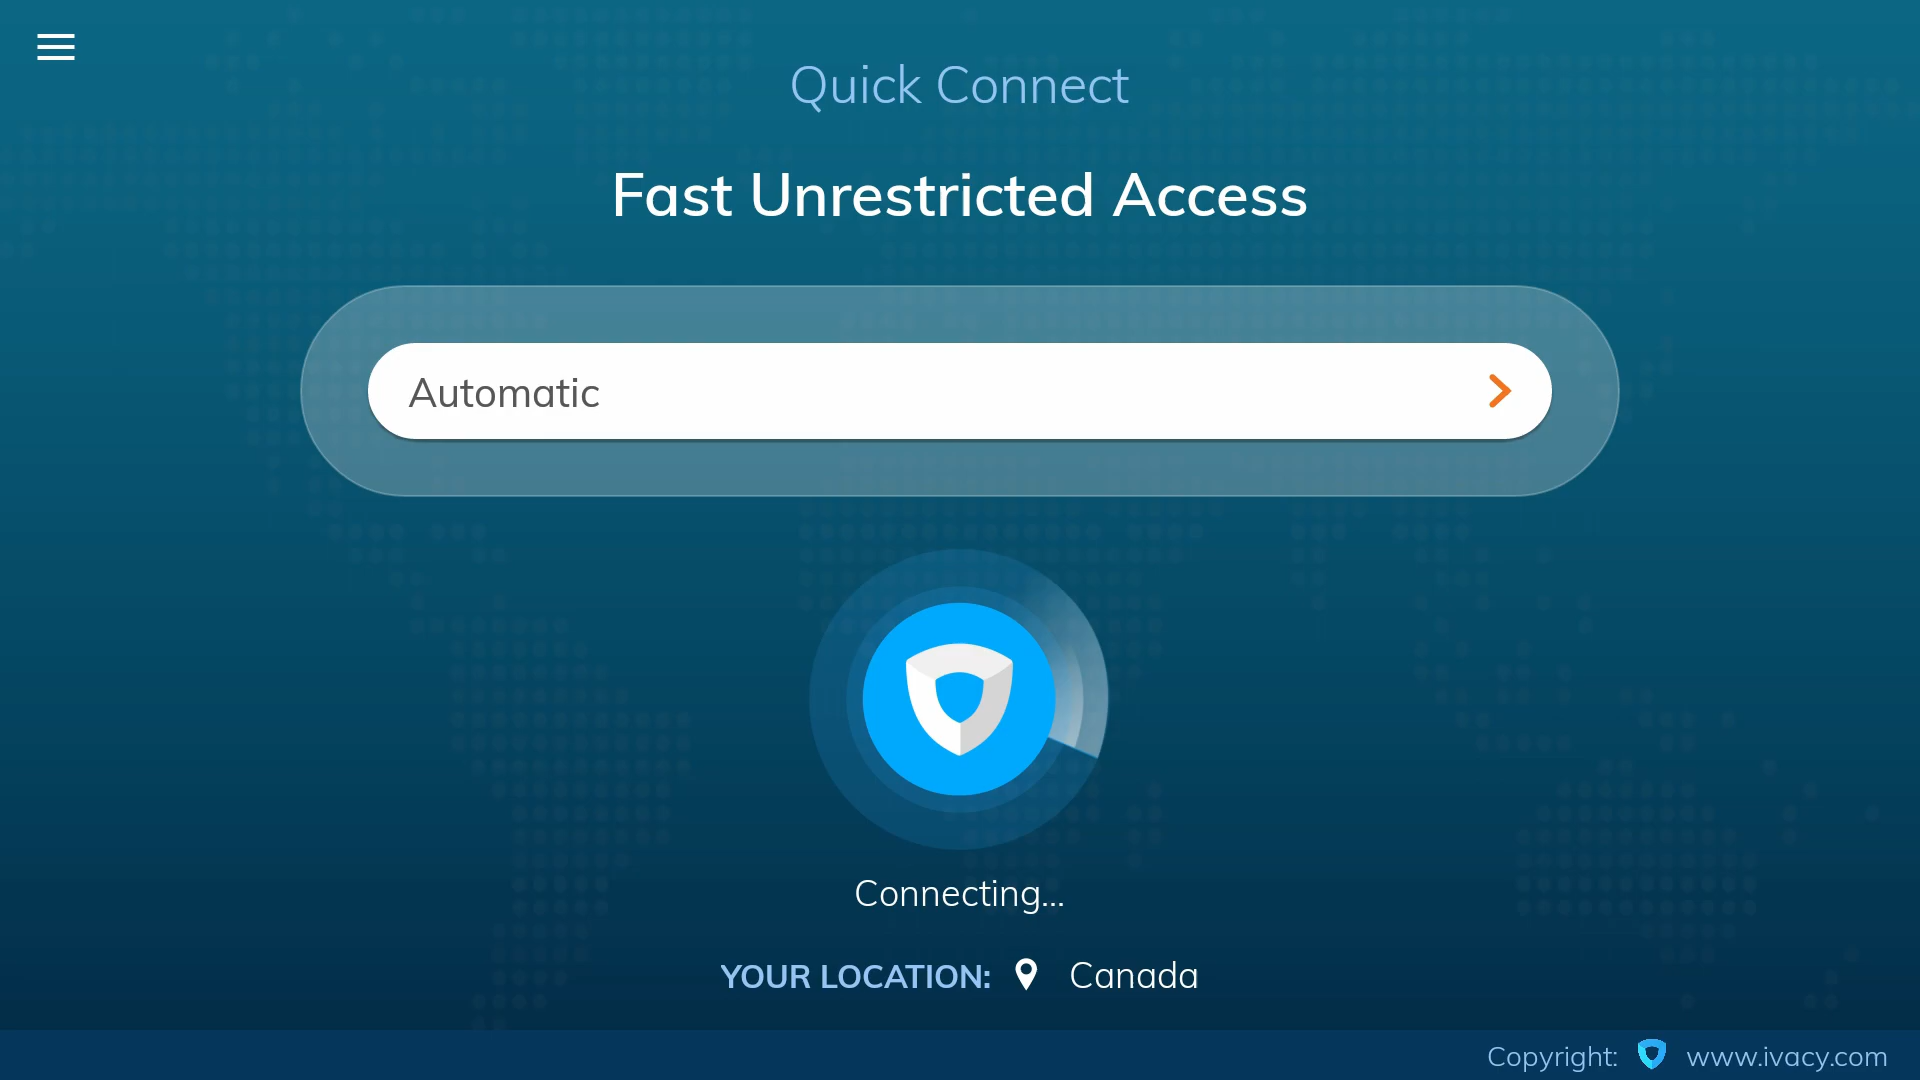 Quick Connect
Fast Unrestricted Access
Automatic
Connecting...
YOUR LOCATION: Canada
Copyright: www.ivacy.com